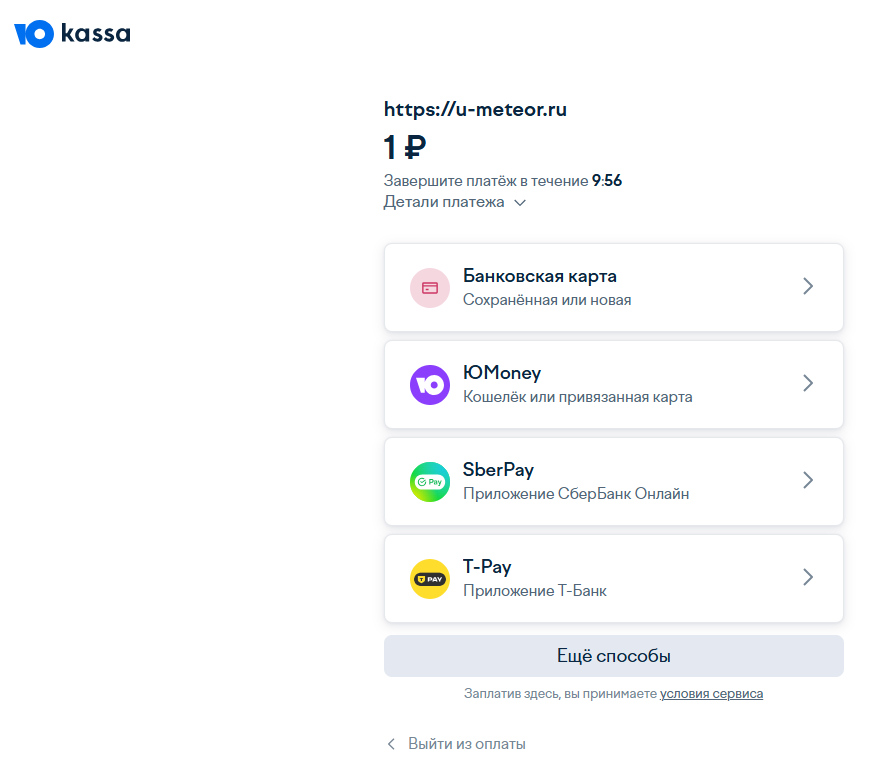 Ю kassa
https://u-meteor.ru
1 ₽
Завершите платёж в течение 9:56
Детали платежа
Банковская карта
Сохранённая или новая
ЮMoney
Кошелёк или привязанная карта
Pay
SberPay
Приложение СберБанк Онлайн
T PAY
T-Pay
Приложение Т-Банк
Ещё способы
Заплатив здесь, вы принимаете условия сервиса
Выйти из оплаты